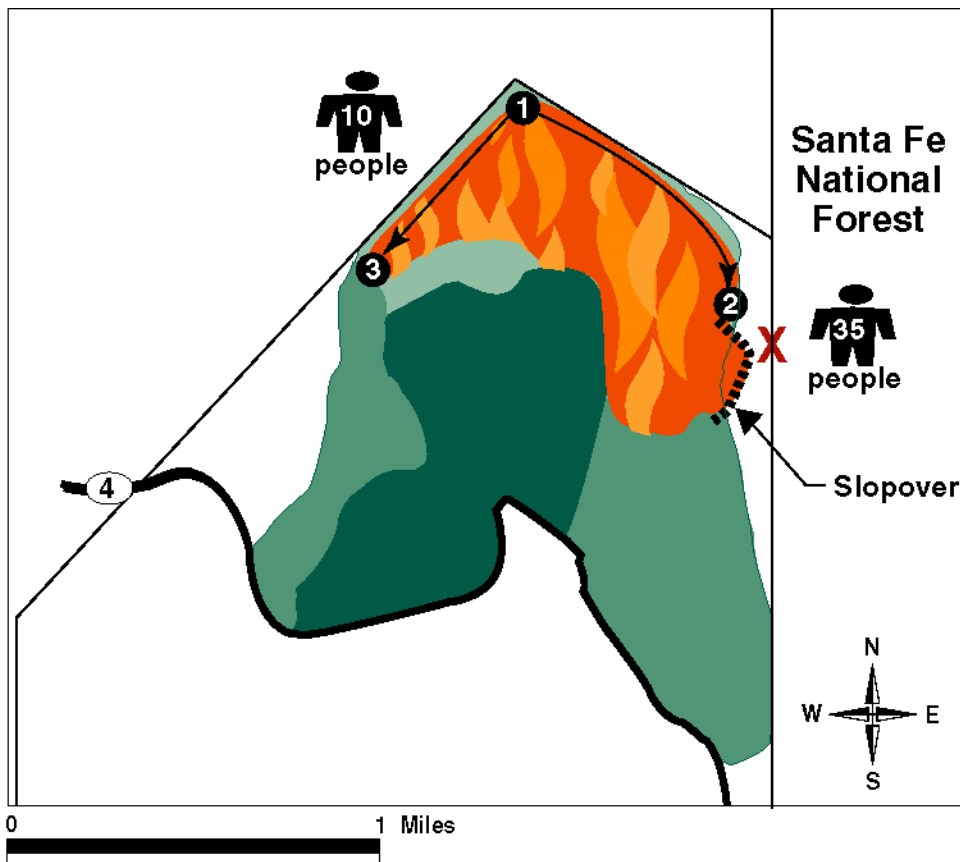 1
10
people
Santa Fe
National
Forest
3
2
X
35
people
4
Slopover
N
W
E
S
0
1 Miles